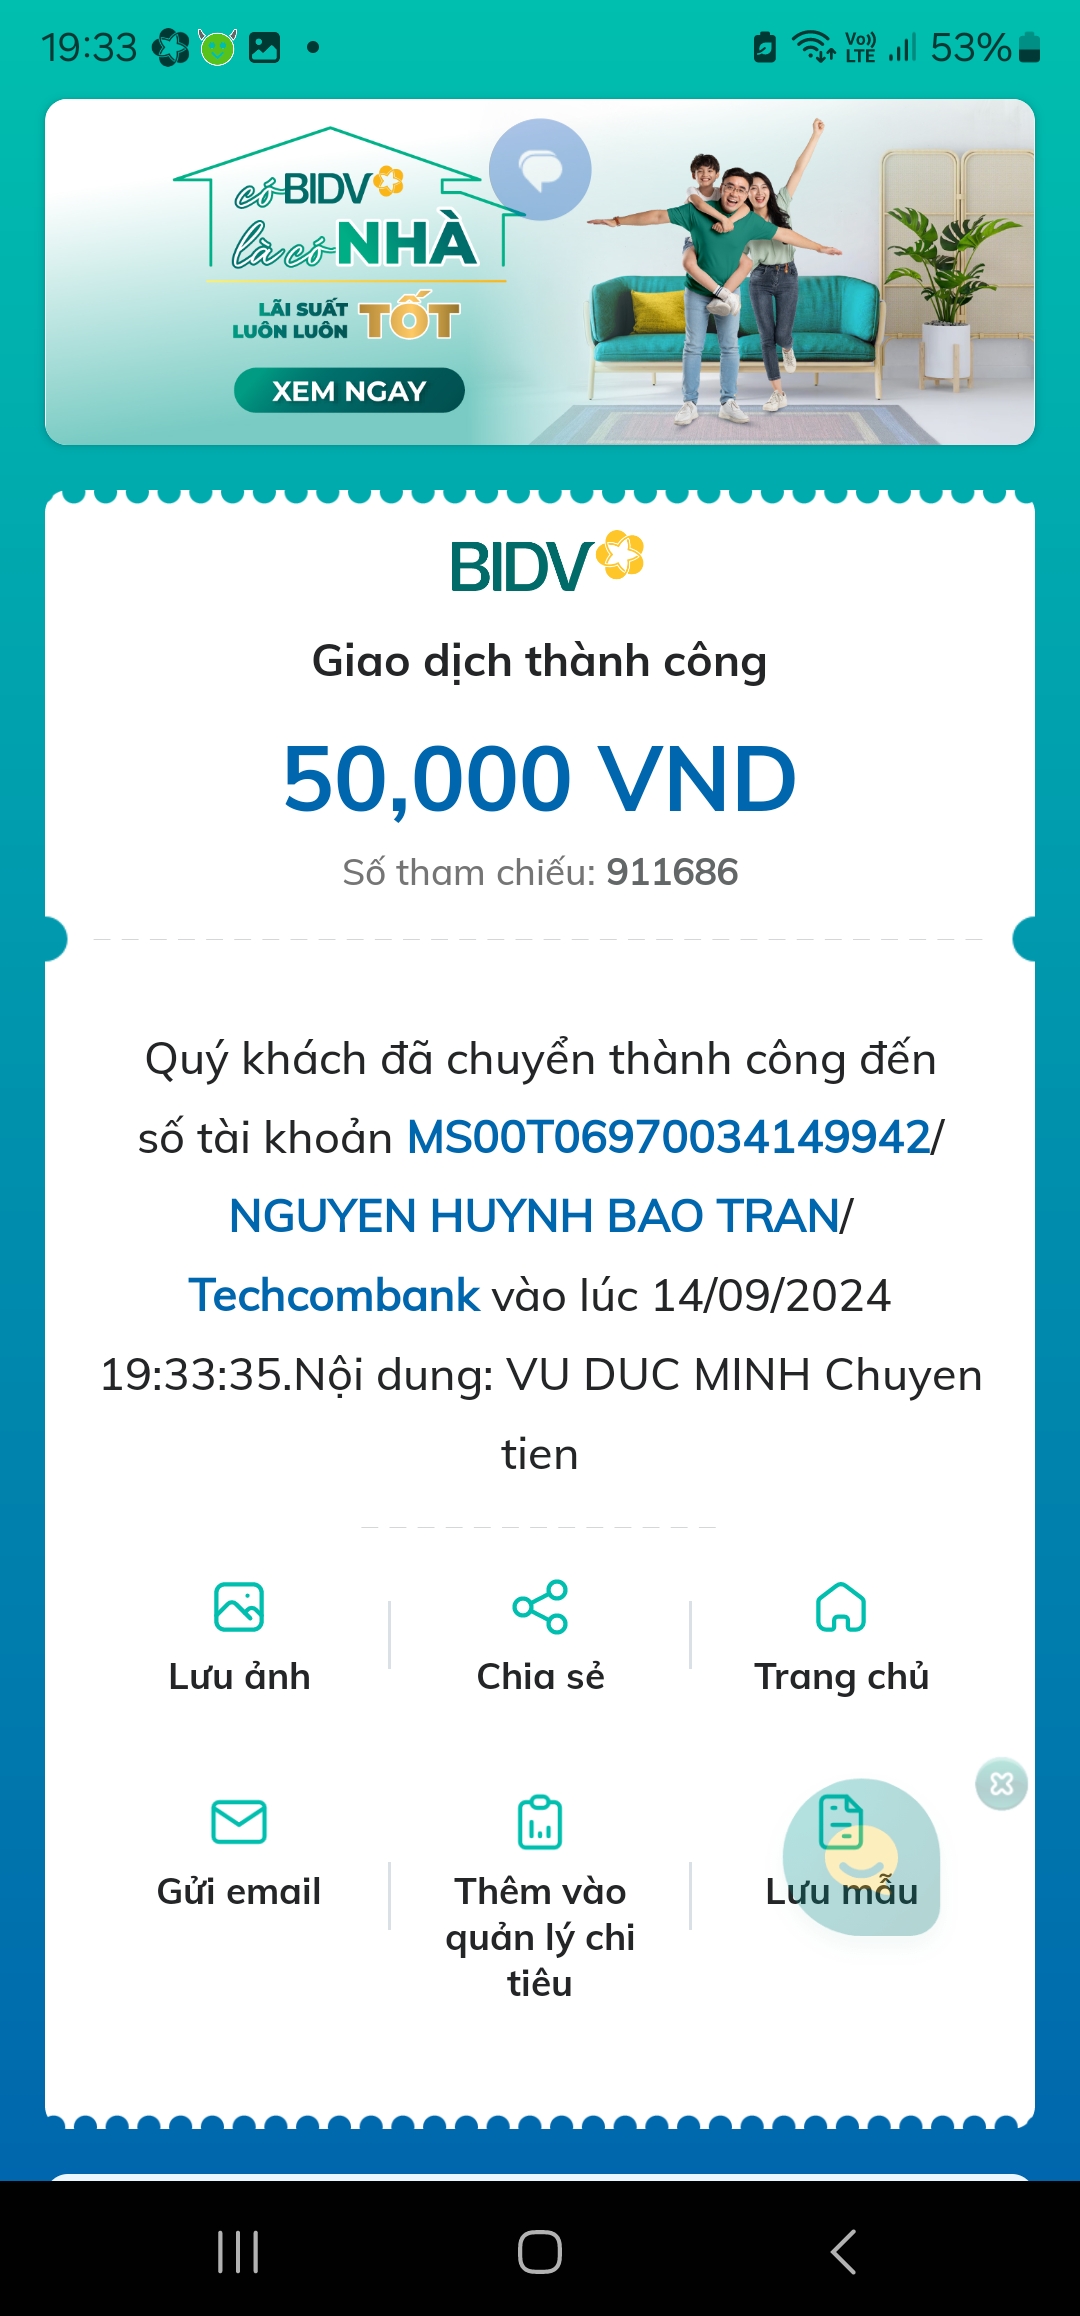 19:33
Vo))
LTE
53%
có BIDV
là có NHÀ
LÃI SUẤT
LUÔN LUÔN
TỐT
XEM NGAY
BIDV
Giao dịch thành công
50,000 VND
Số tham chiếu: 911686
Quý khách đã chuyển thành công đến
số tài khoản MS00T06970034149942/
NGUYEN HUYNH BAO TRAN/
Techcombank vào lúc 14/09/2024
19:33:35.Nội dung: VU DUC MINH Chuyen
tien
Lưu ảnh
Chia sẻ
Trang chủ
Gửi email
Thêm vào
quản lý chi
tiêu
Lưu mẫu